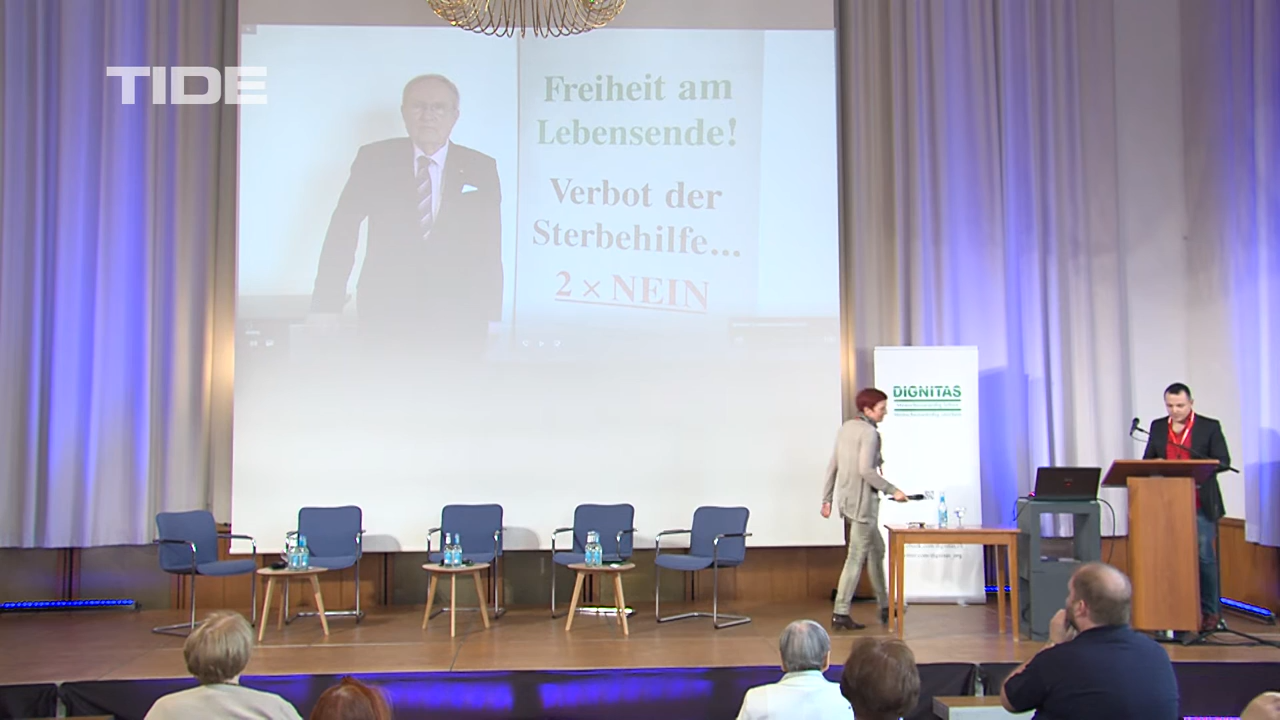 TIDE
Freiheit am
Lebensende!
Verbot der
Sterbehilfe...
2 × NEIN
DIGNITAS